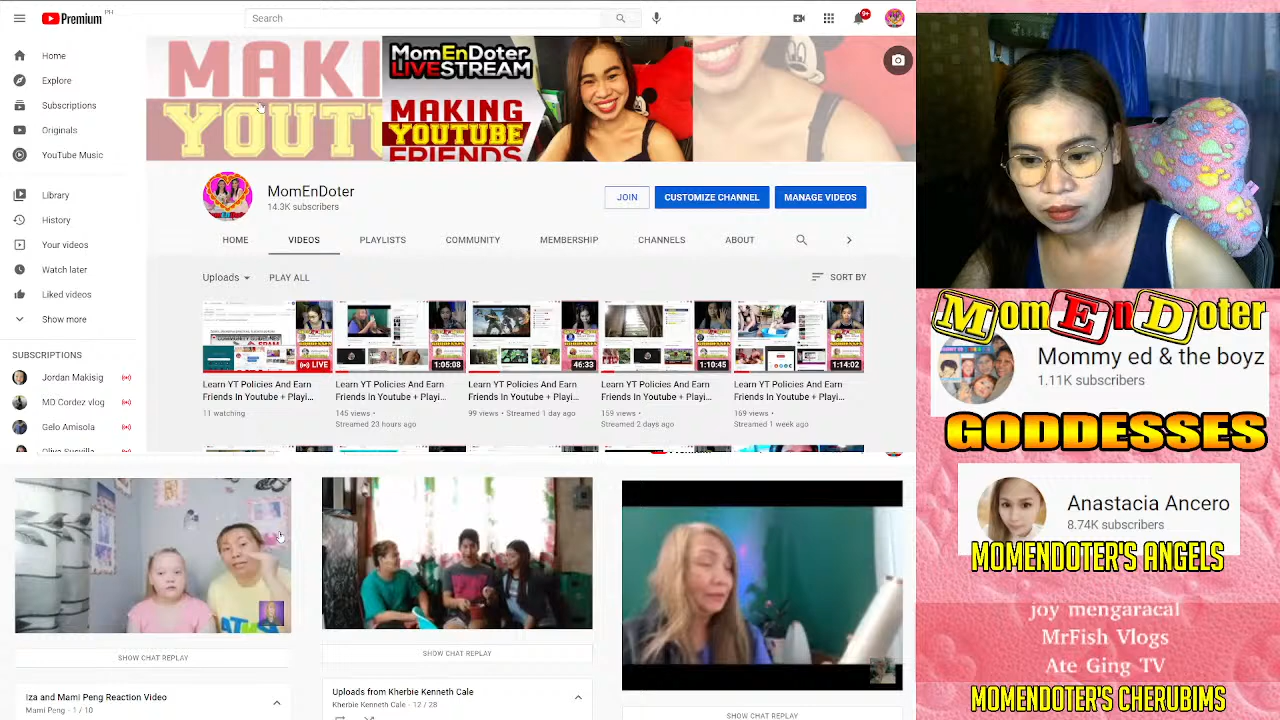 Premium PH
Search
9+
Home
Explore
Subscriptions
Originals
YouTube Music
Library
History
Your videos
Watch later
Liked videos
Show more
SUBSCRIPTIONS
Jordan Makisig
MD Cordez vlog
Gelo Amisola
MAKI
YOUTU
MomEnDoter
LIVESTREAM
MAKING
YOUTUBE
FRIENDS
MomEnDoter
14.3K subscribers
JOIN
CUSTOMIZE CHANNEL
MANAGE VIDEOS
HOME
VIDEOS
PLAYLISTS
COMMUNITY
MEMBERSHIP
CHANNELS
ABOUT
Uploads
PLAY ALL
SORT BY
LIVE
1:05:08
46:33
1:10:45
1:14:02
Learn YT Policies And Earn
Friends In Youtube + Playi...
11 watching
Learn YT Policies And Earn
Friends In Youtube + Playi...
145 views •
Streamed 23 hours ago
Learn YT Policies And Earn
Friends In Youtube + Playi...
99 views • Streamed 1 day ago
Learn YT Policies And Earn
Friends In Youtube + Playi...
159 views •
Streamed 2 days ago
Learn YT Policies And Earn
Friends In Youtube + Playi...
169 views •
Streamed 1 week ago
SHOW CHAT REPLAY
Iza and Mami Peng Reaction Video
Mami Peng - 1 / 10
SHOW CHAT REPLAY
Uploads from Kherbie Kenneth Cale
Kherbie Kenneth Cale - 12 / 28
SHOW CHAT REPLAY
MomEnDoter
Mommy ed & the boyz
1.11K subscribers
GODDESSES
Anastacia Ancero
8.74K subscribers
MOMENDOTER'S ANGELS
joy mengaracal
MrFish Vlogs
Ate Ging TV
MOMENDOTER'S CHERUBIMS